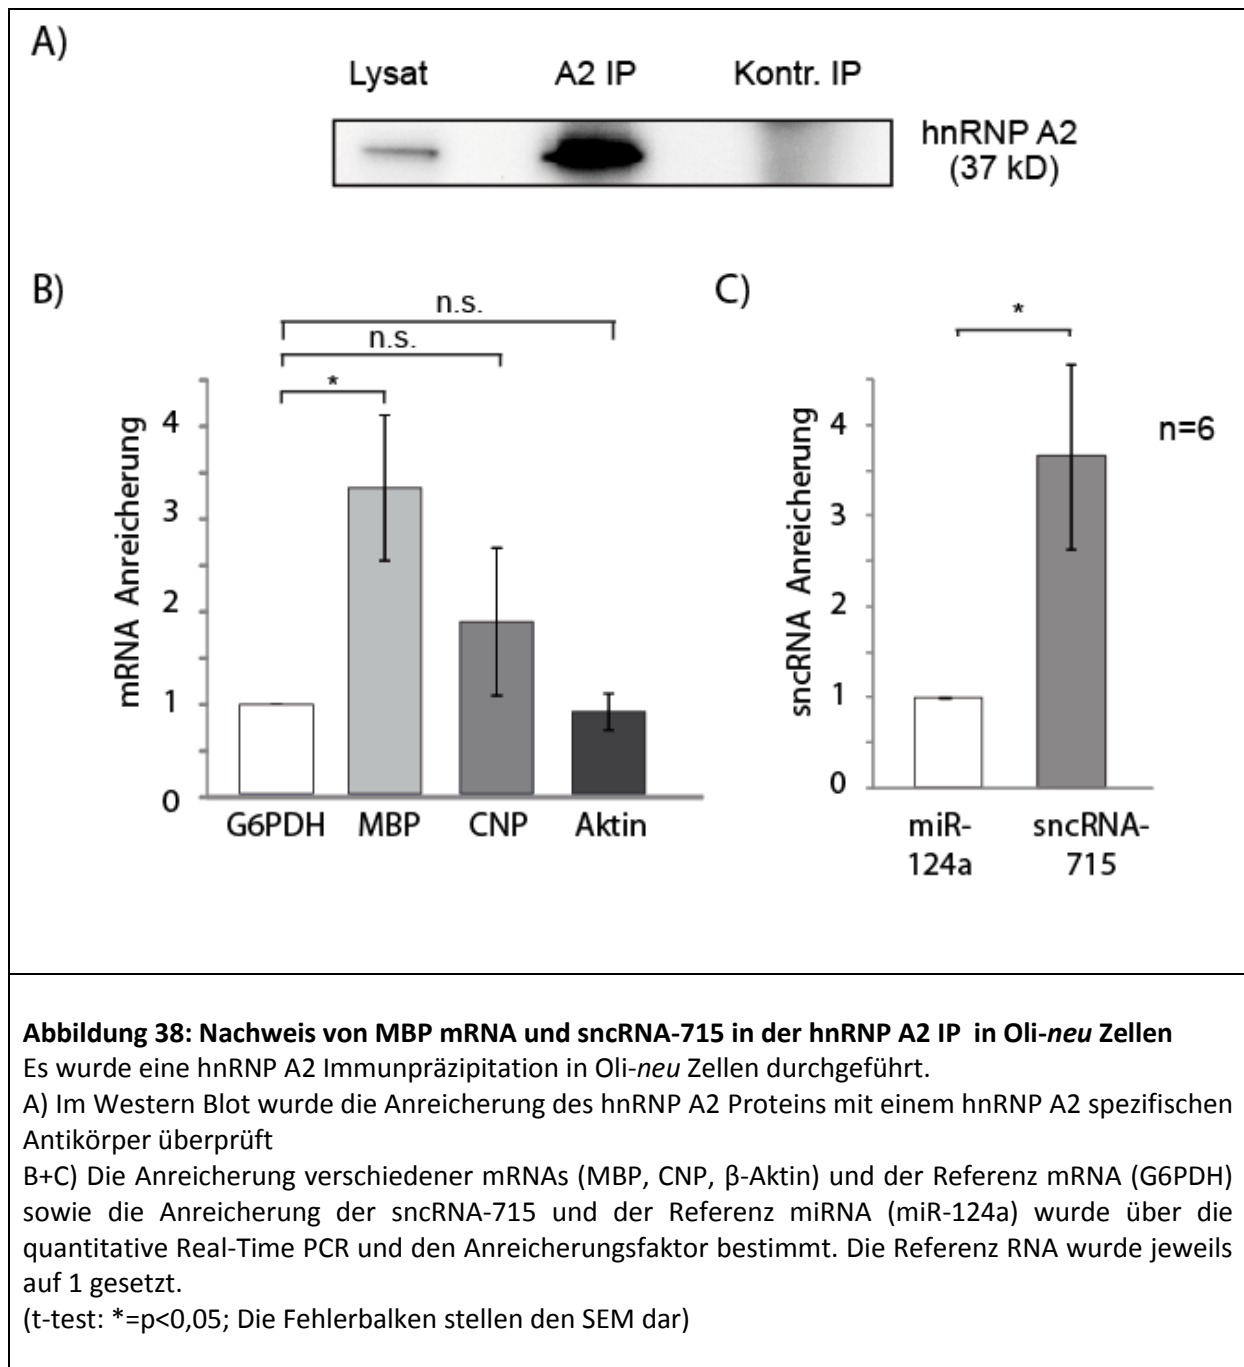 A)
Lysat A2 IP Kontr. IP
hnRNP A2
(37 kD)
B)
n.s.
n.s.
*
mRNA Anreicherung
4
3
2
1
0
G6PDH MBP CNP Aktin
C)
*
sncRNA Anreicherung
4
3
2
1
0
n=6
miR-
124a
sncRNA-
715
Abbildung 38: Nachweis von MBP mRNA und sncRNA-715 in der hnRNP A2 IP in Oli-neu Zellen
Es wurde eine hnRNP A2 Immunpräzipitation in Oli-neu Zellen durchgeführt.
A) Im Western Blot wurde die Anreicherung des hnRNP A2 Proteins mit einem hnRNP A2 spezifischen
Antikörper überprüft
B+C) Die Anreicherung verschiedener mRNAs (MBP, CNP, β-Aktin) und der Referenz mRNA (G6PDH)
sowie die Anreicherung der sncRNA-715 und der Referenz miRNA (miR-124a) wurde über die
quantitative Real-Time PCR und den Anreicherungsfaktor bestimmt. Die Referenz RNA wurde jeweils
auf 1 gesetzt.
(t-test: *=p<0,05; Die Fehlerbalken stellen den SEM dar)